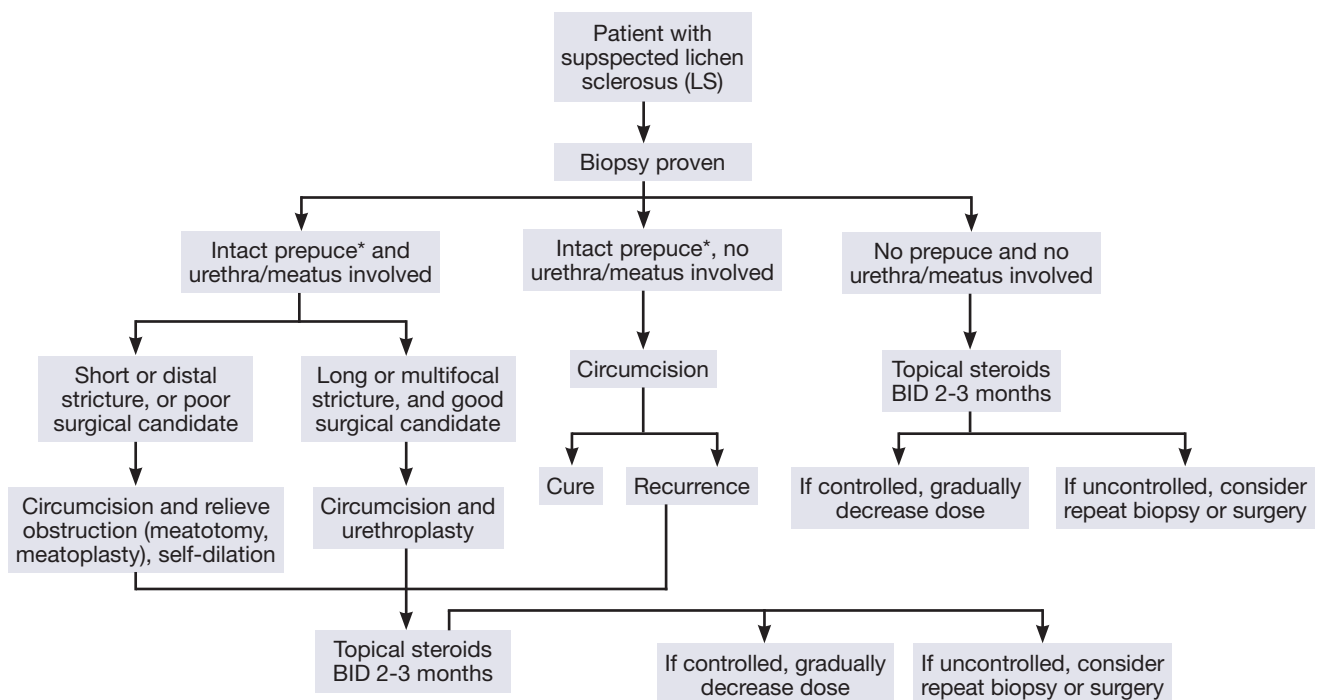 Patient with
supspected lichen
sclerosus (LS)
Biopsy proven
Intact prepuce* and
urethra/meatus involved
Intact prepuce*, no
urethra/meatus involved
No prepuce and no
urethra/meatus involved
Short or distal
stricture, or poor
surgical candidate
Long or multifocal
stricture, and good
surgical candidate
Circumcision
Topical steroids
BID 2-3 months
Circumcision and relieve
obstruction (meatotomy,
meatoplasty), self-dilation
Circumcision and
urethroplasty
Cure
Recurrence
If controlled, gradually
decrease dose
If uncontrolled, consider
repeat biopsy or surgery
Topical steroids
BID 2-3 months
If controlled, gradually
decrease dose
If uncontrolled, consider
repeat biopsy or surgery